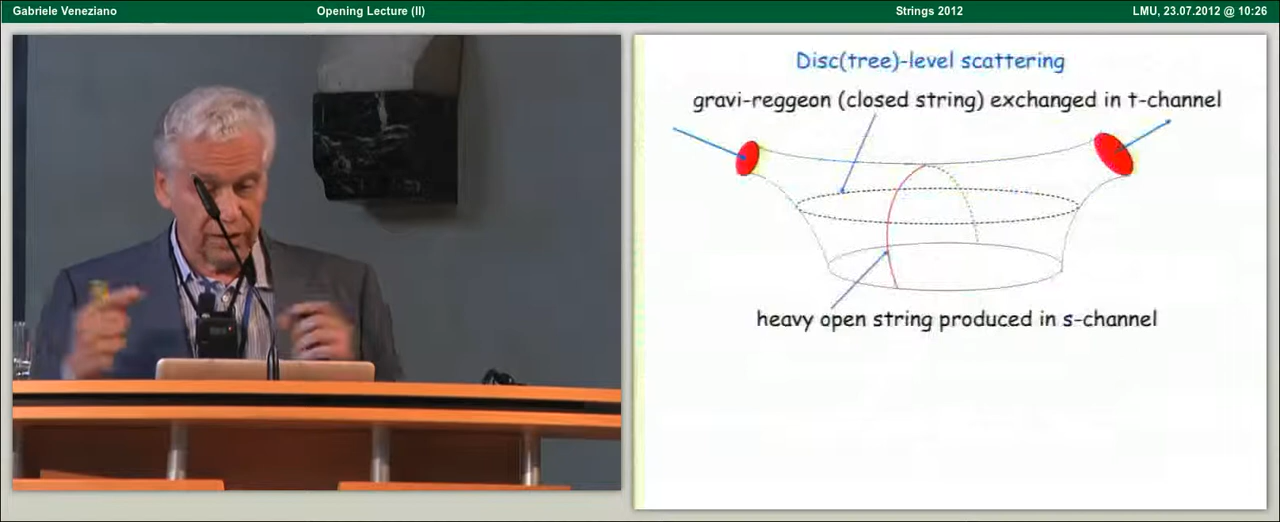 Gabriele Veneziano Opening Lecture (II) Strings 2012 LMU, 23.07.2012 @ 10:26
Disc(tree)-level scattering
gravi-reggeon (closed string) exchanged in t-channel
heavy open string produced in s-channel